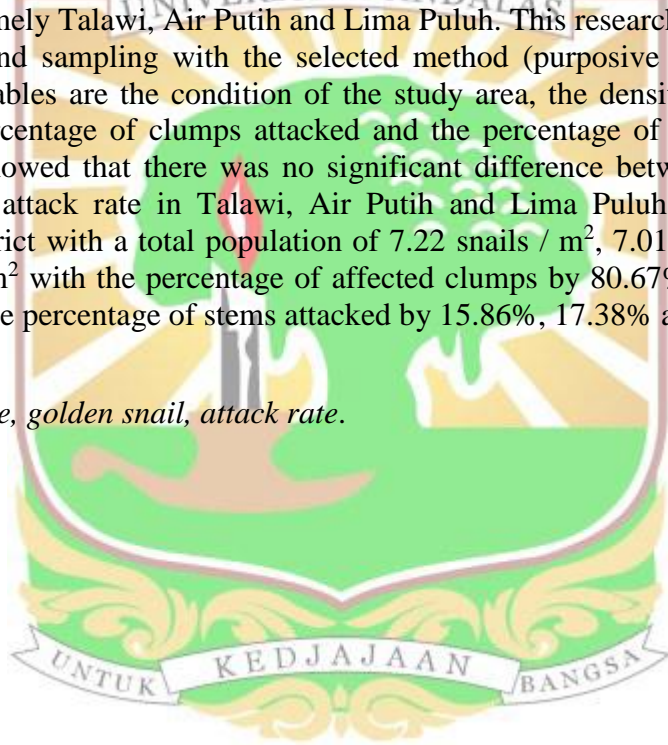 mely Talawi, Air Putih and Lima Puluh. This research
nd sampling with the selected method (purposive
ables are the condition of the study area, the densit
centage of clumps attacked and the percentage of
owed that there was no significant difference betw
attack rate in Talawi, Air Putih and Lima Puluh
rict with a total population of 7.22 snails / m², 7.01
m² with the percentage of affected clumps by 80.67%
e percentage of stems attacked by 15.86%, 17.38% a
e, golden snail, attack rate.
UNTUK KEDJAJAAN BANGSA